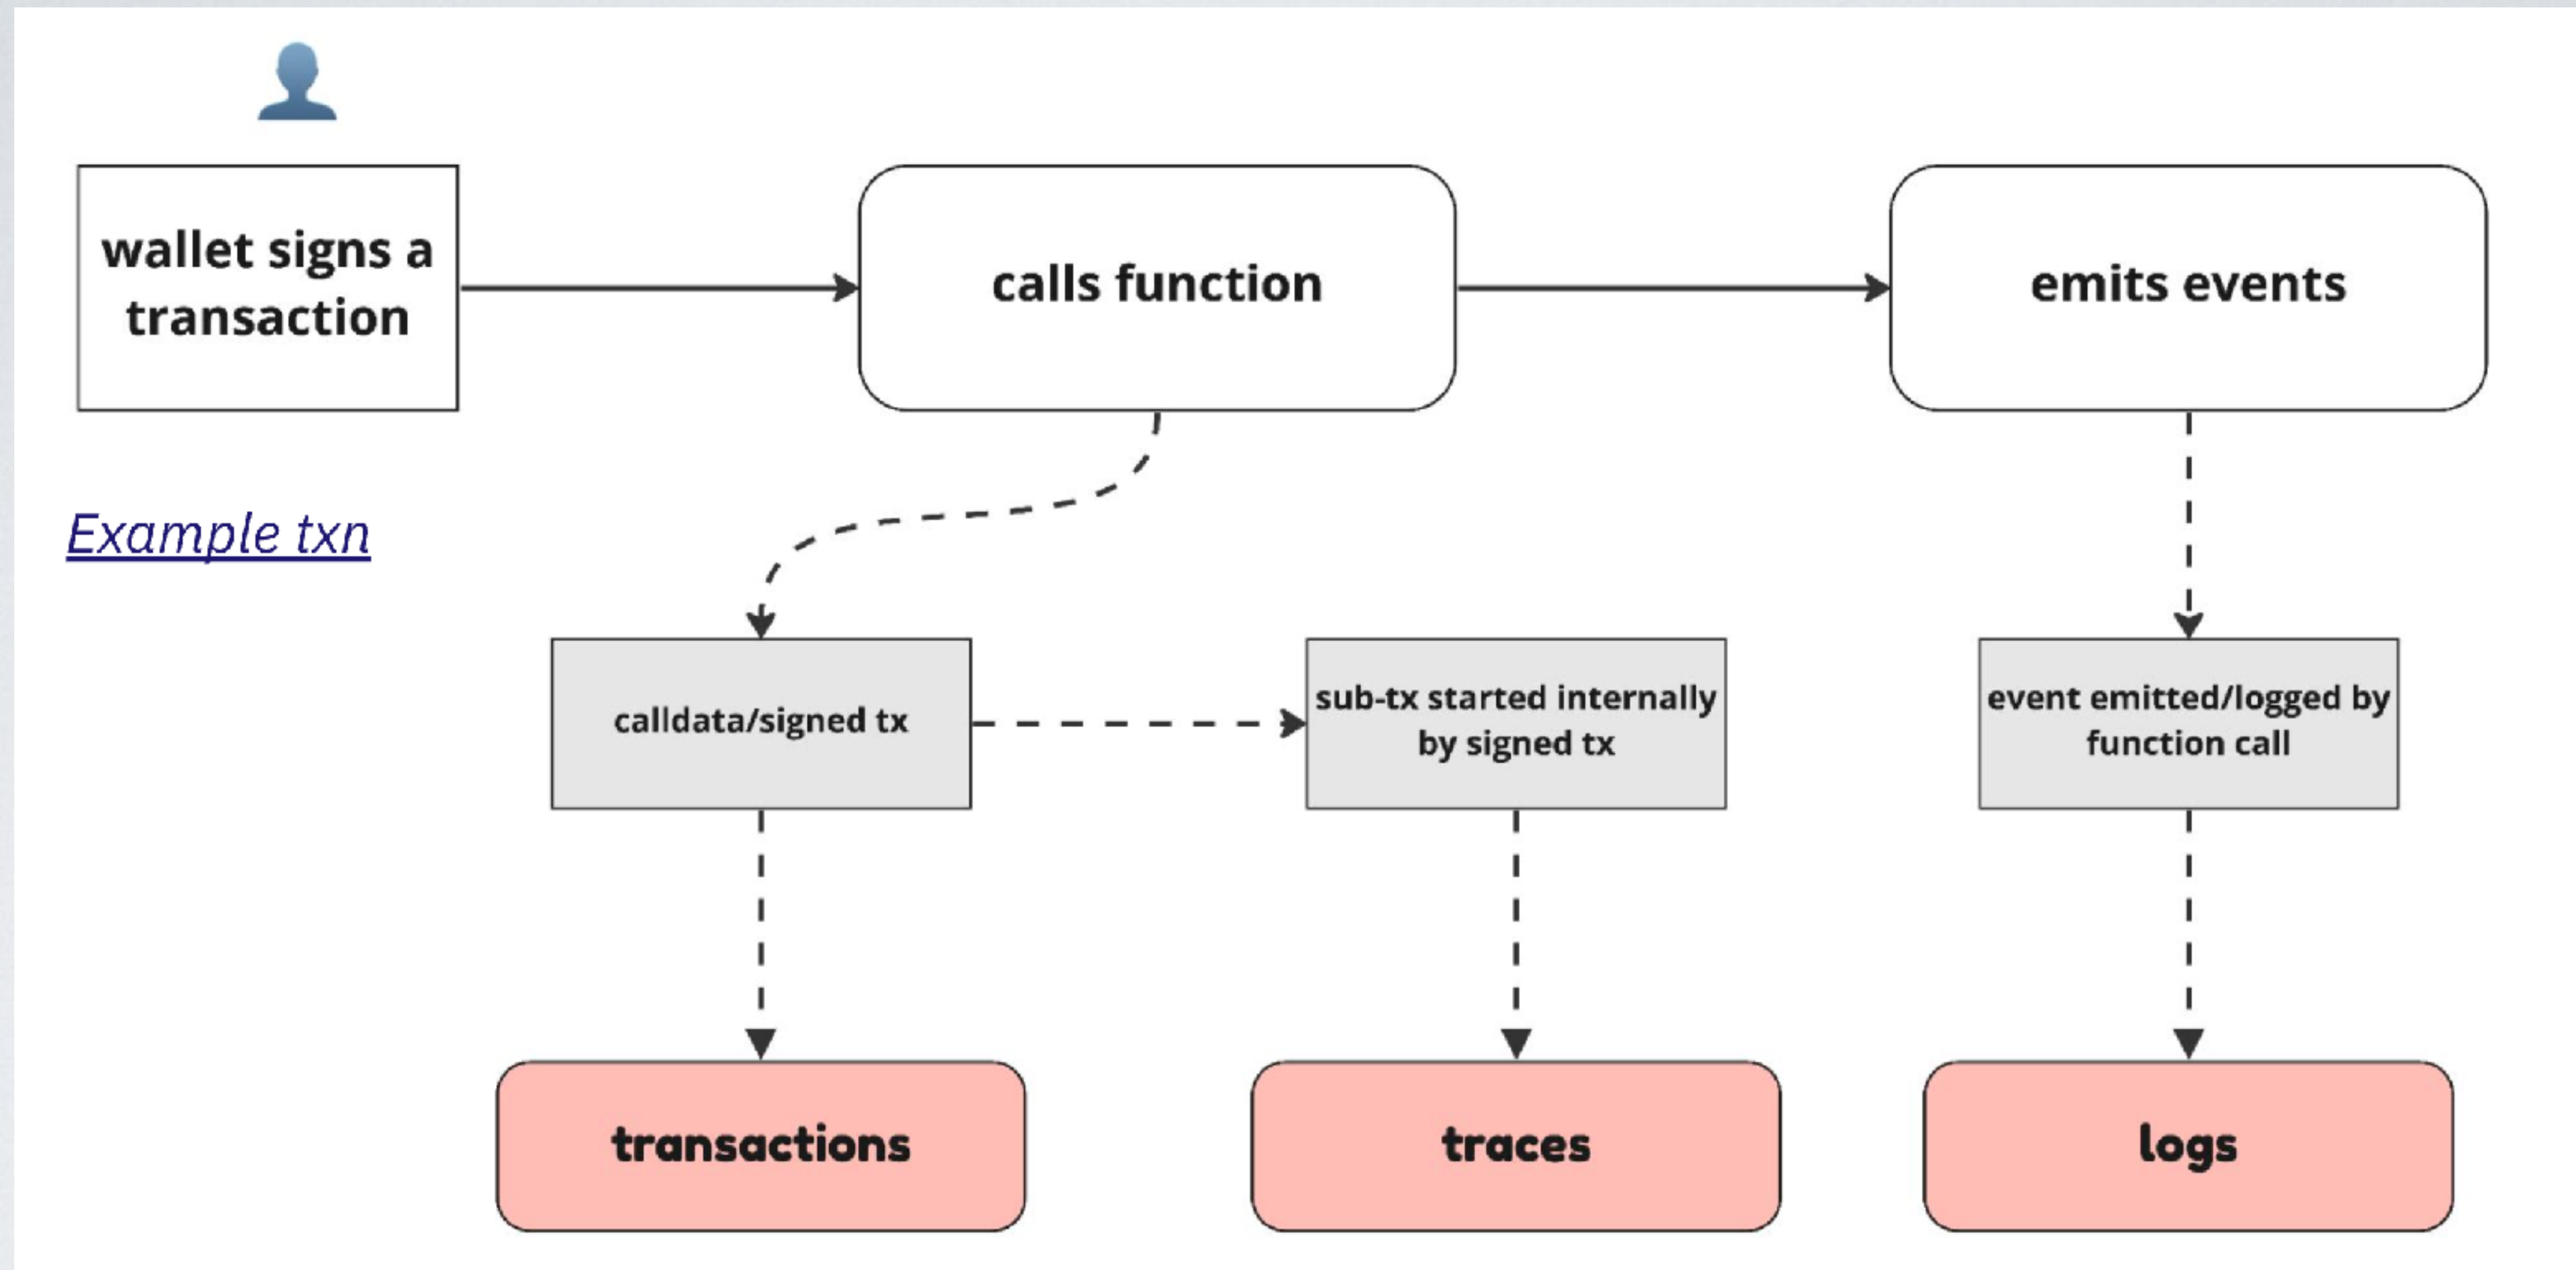 wallet signs a
transaction
calls function
emits events
Example txn
calldata/signed tx
sub-tx started internally
by signed tx
event emitted/logged by
function call
transactions
traces
logs